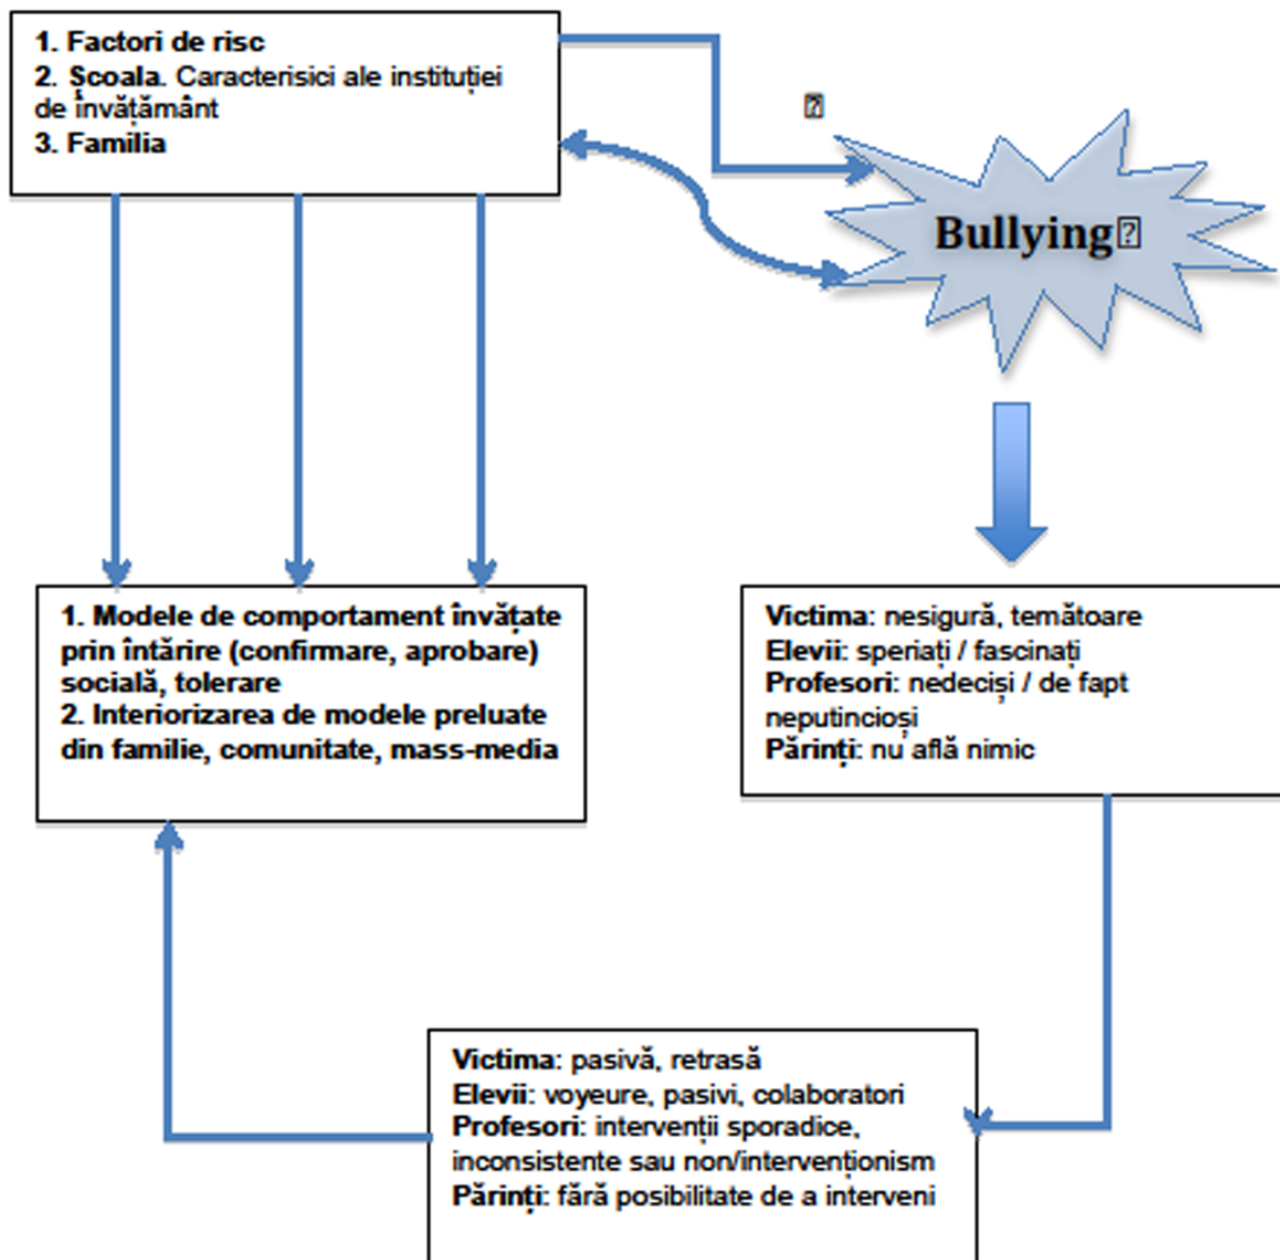 1. Factori de risc
2. Școala. Caracterisici ale instituției
de învățământ
3. Familia
Bullying
1. Modele de comportament învățate
prin întărire (confirmare, aprobare)
socială, tolerare
2. Interiorizarea de modele preluate
din familie, comunitate, mass-media
Victima: nesigură, temătoare
Elevii: speriați / fascinați
Profesori: nedeciși / de fapt
neputincioși
Părinți: nu află nimic
Victima: pasivă, retrasă
Elevii: voyeure, pasivi, colaboratori
Profesori: intervenții sporadice,
inconsistente sau non/intervenționism
Părinți: fără posibilitate de a interveni